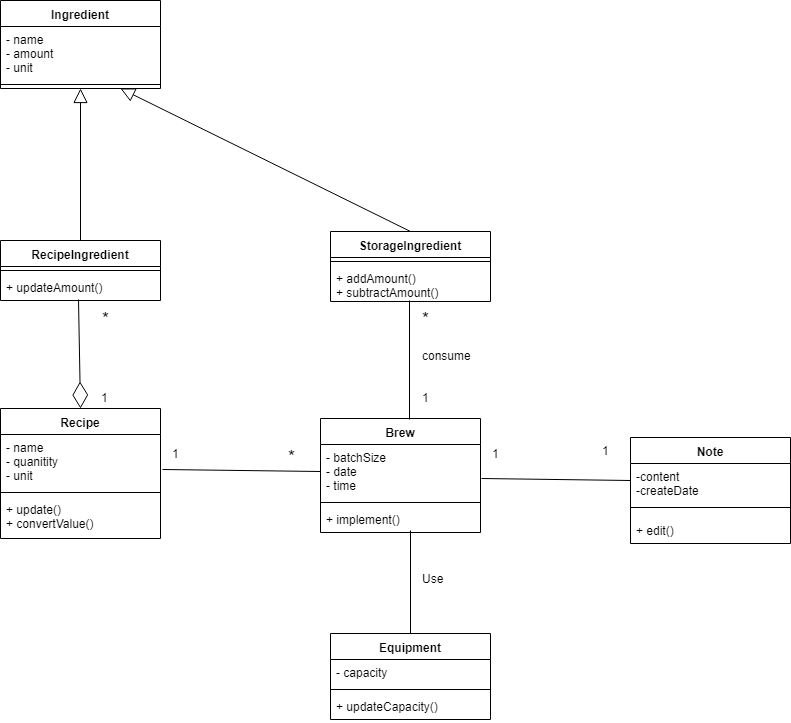 Ingredient
- name
- amount
- unit
RecipeIngredient
+ updateAmount()
StorageIngredient
+ addAmount()
+ subtractAmount()
*
*
consume
1
1
Recipe
- name
- quanitity
- unit
+ update()
+ convertValue()
1
*
Brew
- batchSize
- date
- time
+ implement()
1
1
Note
-content
-createDate
+ edit()
Use
Equipment
- capacity
+ updateCapacity()